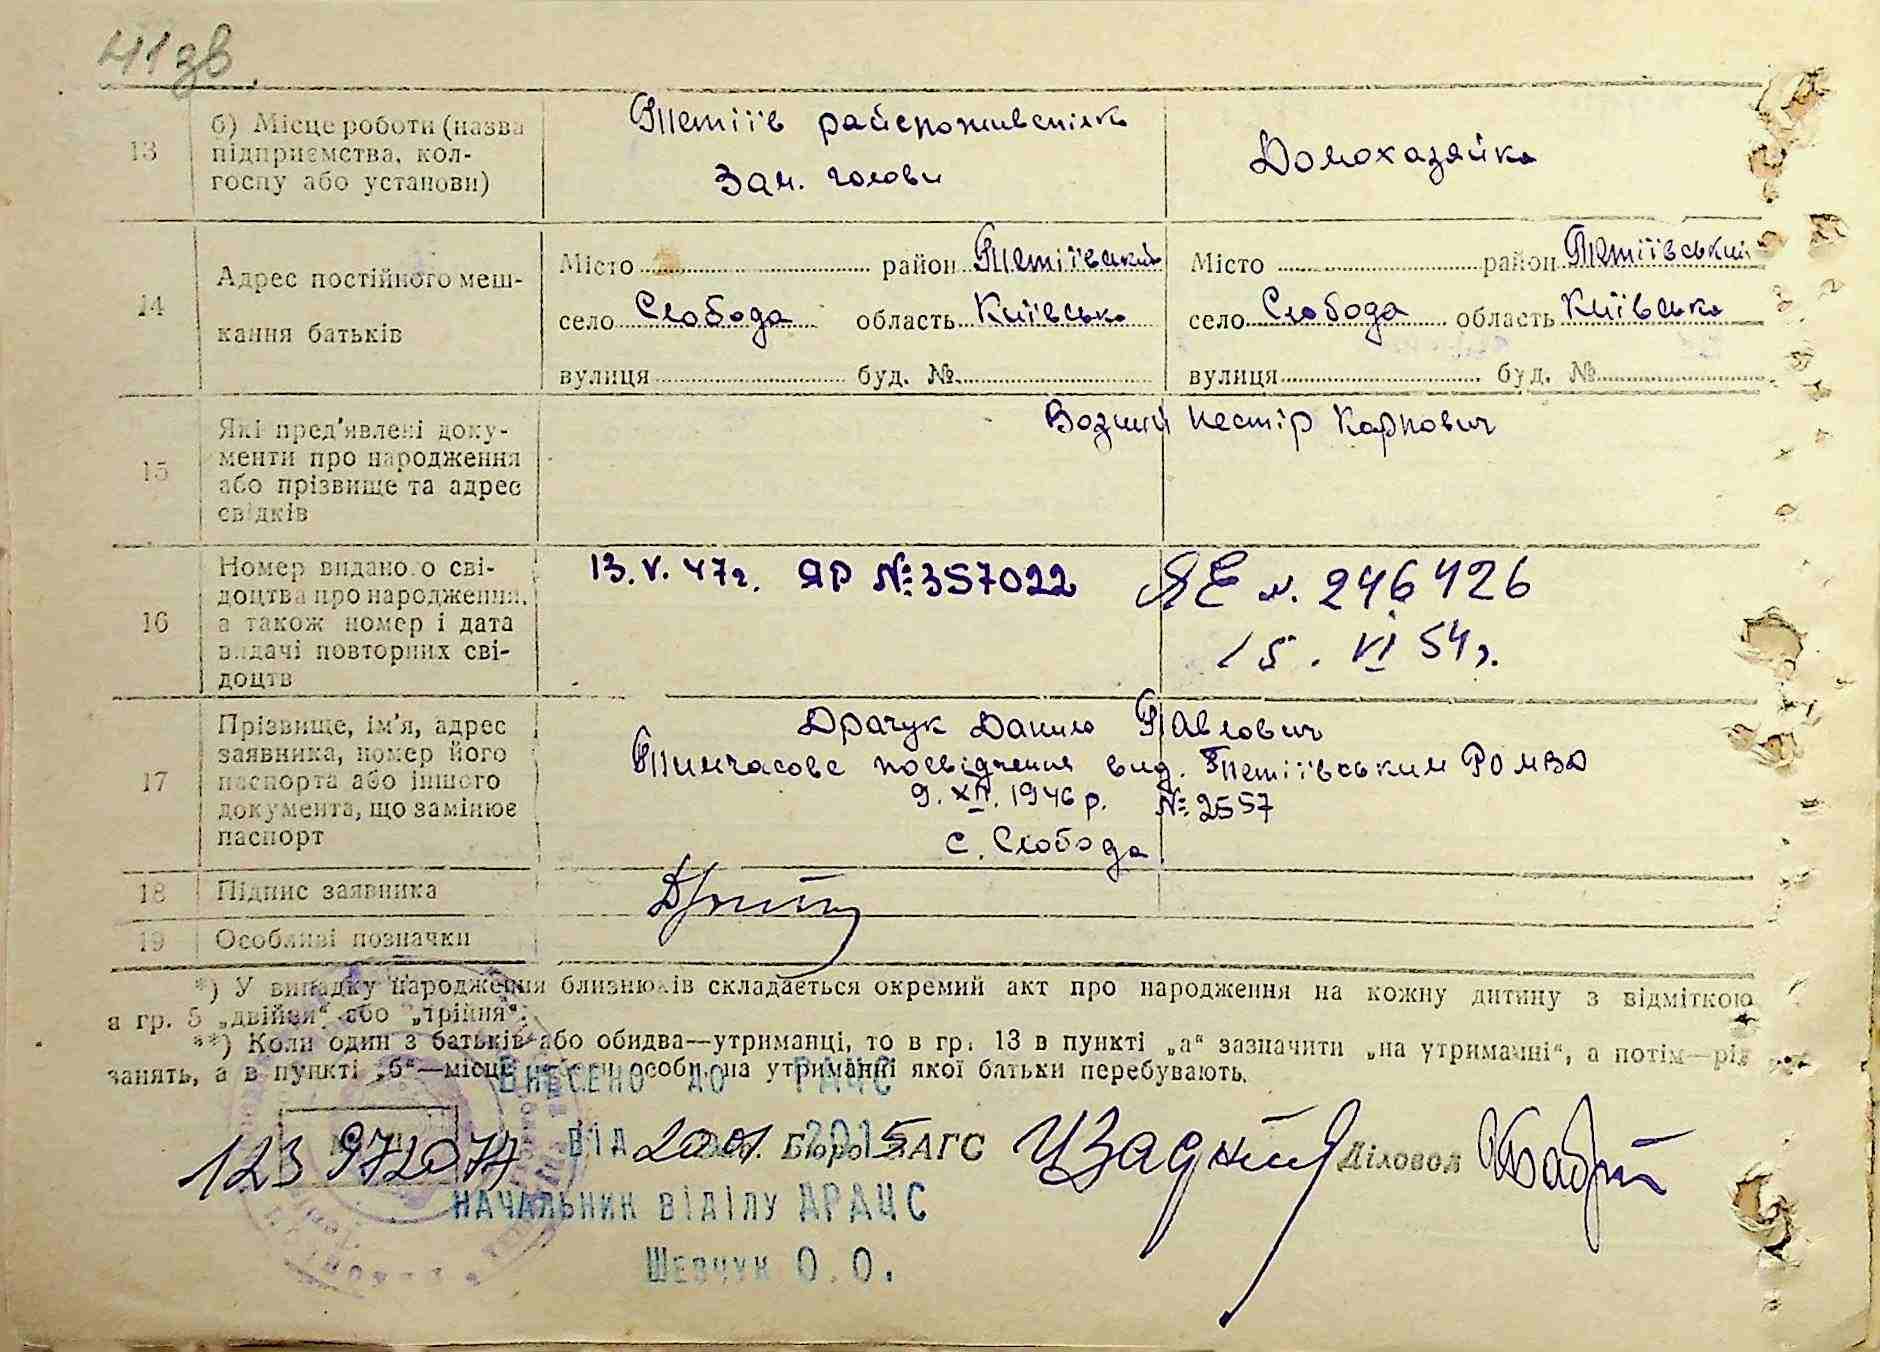 41зв.
13
б) Місце роботи (назва
підприємства, кол-
госпу або установи)
Тетіїв райспоживспілка
Зам. голови
Домохазяйка
14
Адрес постійного меш-
кання батьків
Місто район Тетіївський
село Слобода область Київська
вулиця буд. №
Місто район Тетіївський
село Слобода область Київська
вулиця буд. №
15
Які пред'явлені доку-
менти про народження
або прізвище та адрес
свідків
Возний Нестір Карпович
16
Номер видано о сві-
доцтва про народження,
а також номер і дата
видачі повторних сві-
доцтв
13.V.47г. ЯР №357022
ЯЕ н. 246426
15. VI 54г.
17
Прізвище, ім'я, адрес
заявника, номер його
паспорта або іншого
документа, що замінює
паспорт
Драчук Данило Павлович
Тимчасове посвідчення вид. Тетіївським РОМВД
9. XII. 1946 р. №2557
с. Слобода
18
Підпис заявника
19
Особливі позначки
*) У випадку народження близнюків складається окремий акт про народження на кожну дитину з відміткою
в гр. 5 „двійня“ або „трійня“.
**) Коли один з батьків або обидва—утриманці, то в гр. 13 в пункті „а“ зазначити „на утриманні“, а потім—рід
занять, а в пункті „б“—місце особи, на утриманні якої батьки перебувають.
Внесено до РАЧС
123 972077
від 2001 2015
Бюро ЗАГС
Діловод
Начальник відділу ДРАЦС
Шевчук О.О.